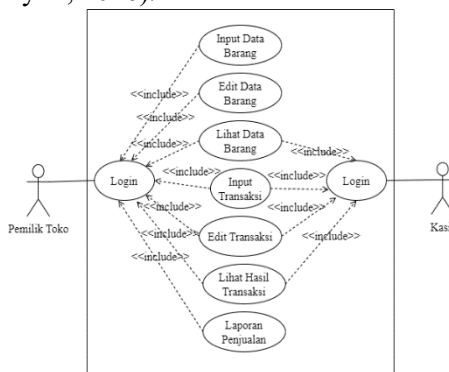 Input Data
Barang
<<include>>
Edit Data
Barang
<<include>>
<<include>>
Lihat Data
Barang
<<include>>
<<include>>
Login
Input
Transaksi
<<include>>
Login
<<include>>
<<include>>
Pemilik Toko
Edit Transaksi
<<include>>
<<include>>
<<include>>
Lihat Hasil
Transaksi
Laporan
Penjualan